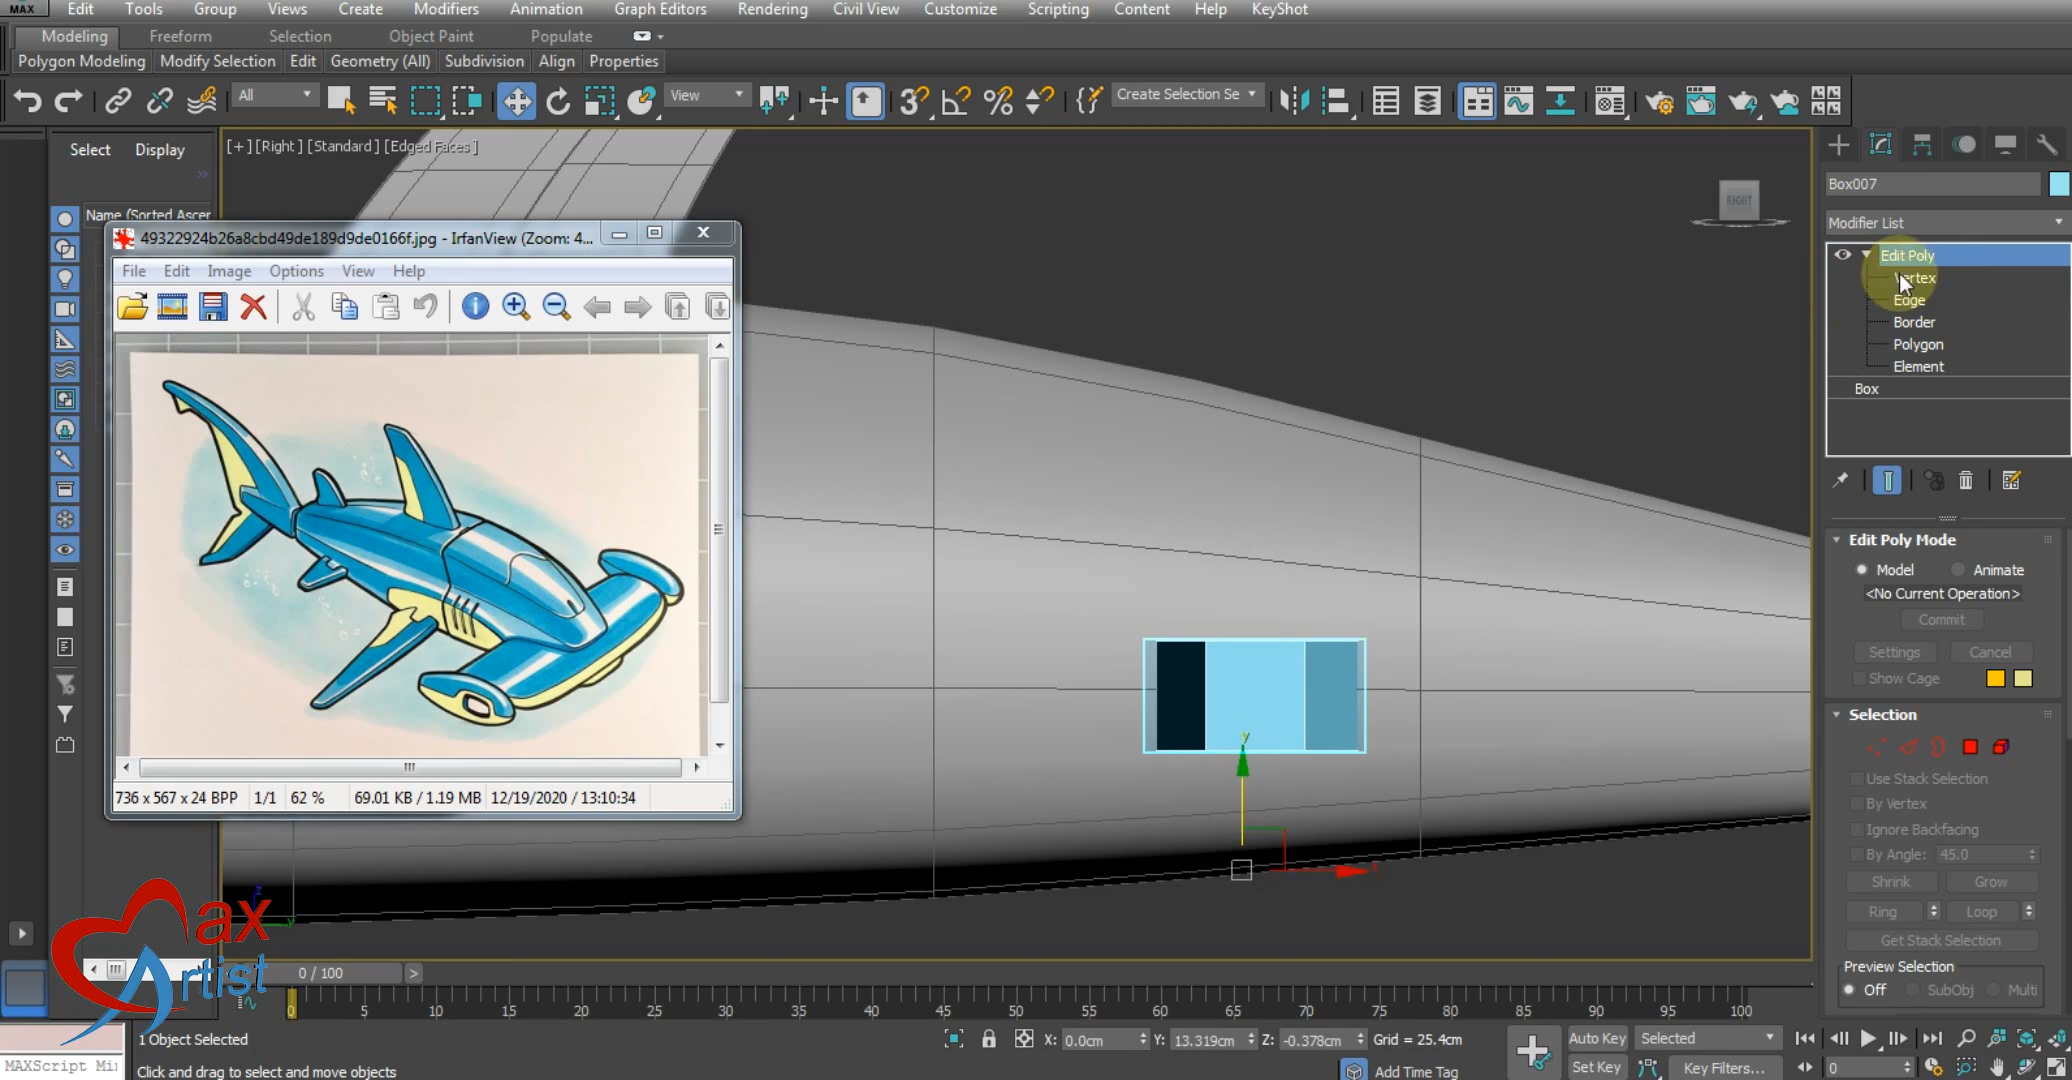 MAX Edit Tools Group Views Create Modifiers Animation Graph Editors Rendering Civil View Customize Scripting Content Help KeyShot
Modeling Freeform Selection Object Paint Populate
Polygon Modeling Modify Selection Edit Geometry (All) Subdivision Align Properties
All View Create Selection Se
Select Display
[+] [Right] [Standard] [Edged Faces]
RIGHT
Name (Sorted Ascer
49322924b26a8cbd49de189d9de0166f.jpg - IrfanView (Zoom: 4...
File Edit Image Options View Help
736 x 567 x 24 BPP 1/1 62 % 69.01 KB / 1.19 MB 12/19/2020 / 13:10:34
Box007
Modifier List
Edit Poly
Vertex
Edge
Border
Polygon
Element
Box
Edit Poly Mode
Model Animate
<No Current Operation>
Commit
Settings Cancel
Show Cage
Selection
Use Stack Selection
By Vertex
Ignore Backfacing
By Angle: 45.0
Shrink Grow
Ring Loop
Get Stack Selection
Preview Selection
Off SubObj Multi
y
x
z
y
Max Artist
0 / 100 >
0 5 10 15 20 25 30 35 40 45 50 55 60 65 70 75 80 85 90 95 100
1 Object Selected
X: 0.0cm Y: 13.319cm Z: -0.378cm Grid = 25.4cm
Auto Key Selected
MAXScript Mi
Click and drag to select and move objects
Add Time Tag
Set Key Key Filters... 0